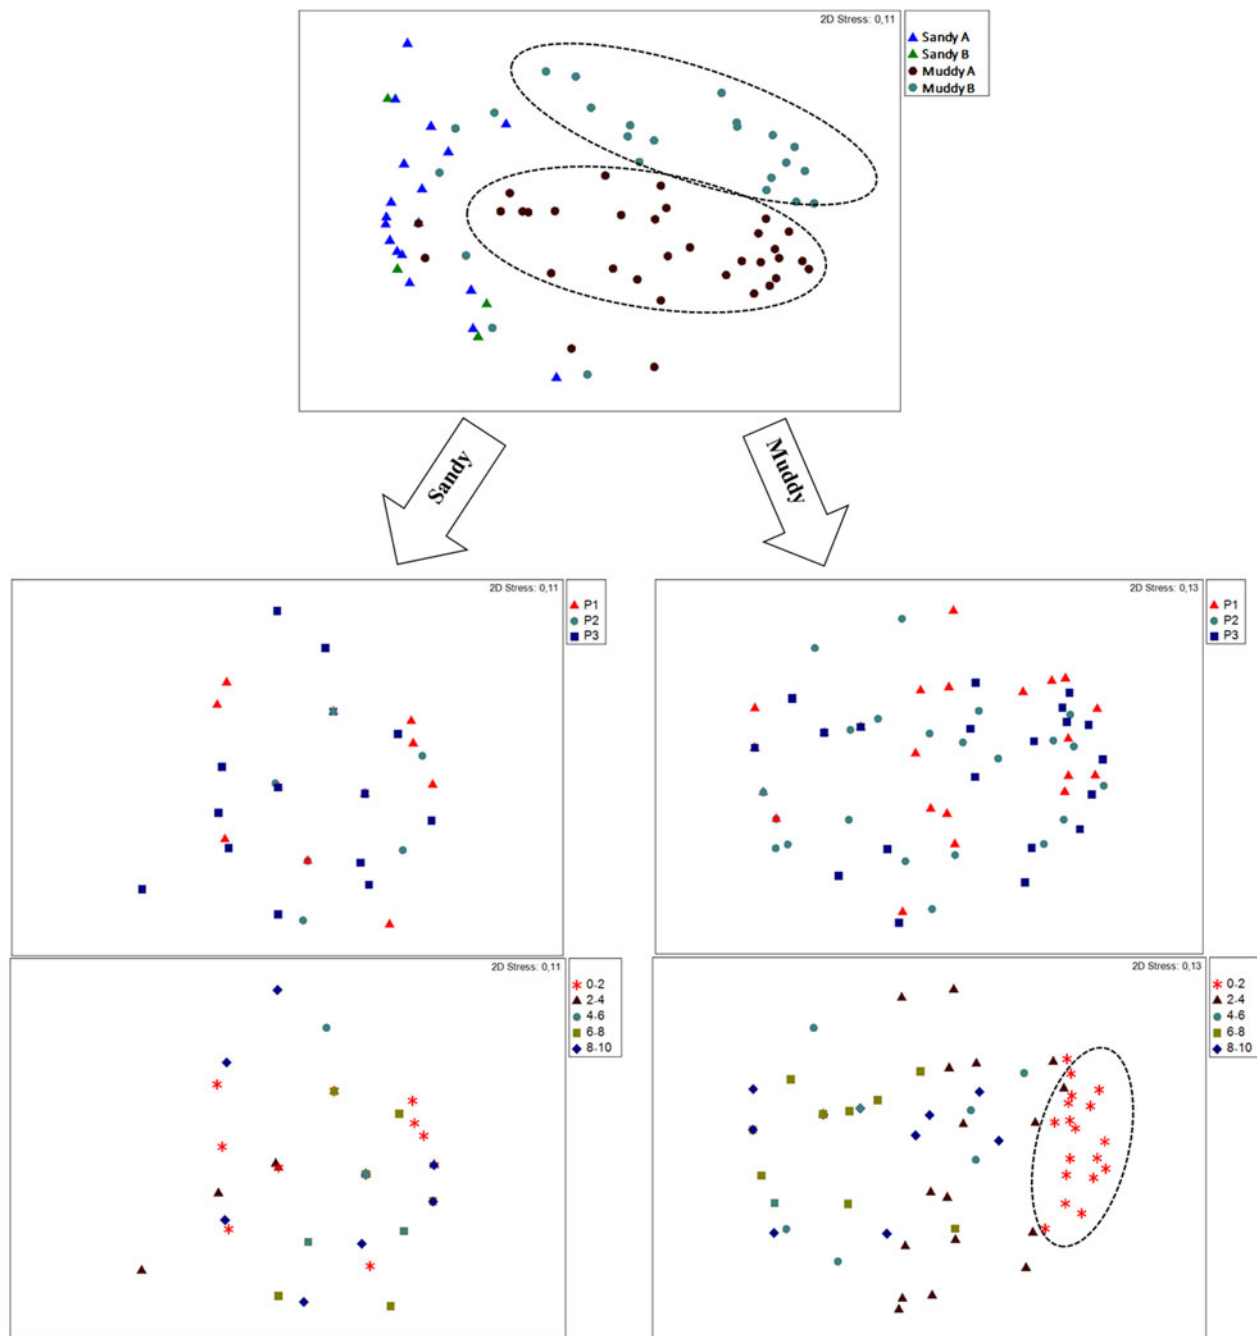 2D Stress: 0,11
Sandy A
Sandy B
Muddy A
Muddy B
Sandy
Muddy
2D Stress: 0,11
P1
P2
P3
2D Stress: 0,13
P1
P2
P3
2D Stress: 0,11
0-2
2-4
4-6
6-8
8-10
2D Stress: 0,13
0-2
2-4
4-6
6-8
8-10